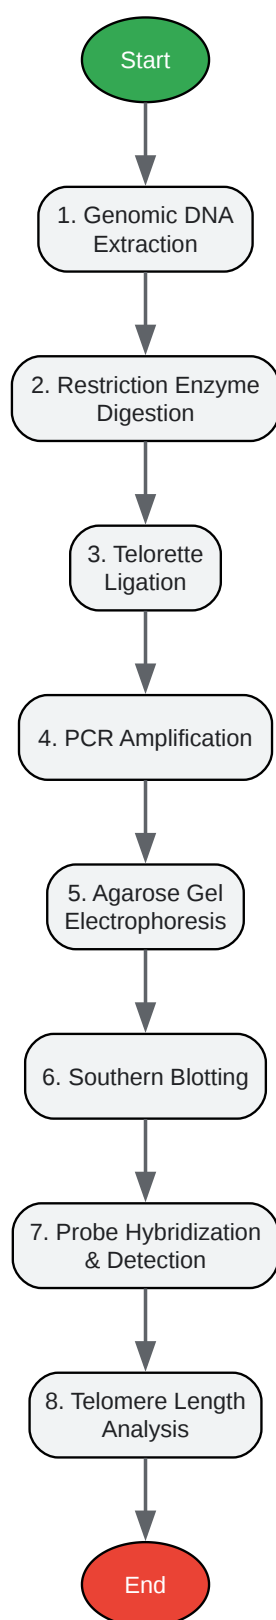 Start
1. Genomic DNA
Extraction
2. Restriction Enzyme
Digestion
3. Telorette
Ligation
4. PCR Amplification
5. Agarose Gel
Electrophoresis
6. Southern Blotting
7. Probe Hybridization
& Detection
8. Telomere Length
Analysis
End